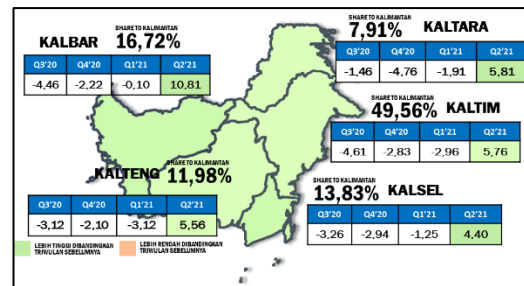 SHARE TO KALIMANTAN
KALBAR 16,72%
Q3'20 Q4'20 Q1'21 Q2'21
-4,46 -2,22 -0,10 10,81
SHARE TO KALIMANTAN
7,91% KALTARA
Q3'20 Q4'20 Q1'21 Q2'21
-1,46 -4,76 -1,91 5,81
SHARE TO KALIMANTAN
49,56% KALTIM
Q3'20 Q4'20 Q1'21 Q2'21
-4,61 -2,83 -2,96 5,76
SHARE TO KALIMANTAN
KALTENG 11,98%
Q3'20 Q4'20 Q1'21 Q2'21
-3,12 -2,10 -3,12 5,56
SHARE TO KALIMANTAN
13,83% KALSEL
Q3'20 Q4'20 Q1'21 Q2'21
-3,26 -2,94 -1,25 4,40
LEBIH TINGGI DIBANDINGKAN
TRIWULAN SEBELUMNYA
LEBIH RENDAH DIBANDINGKAN
TRIWULAN SEBELUMNYA